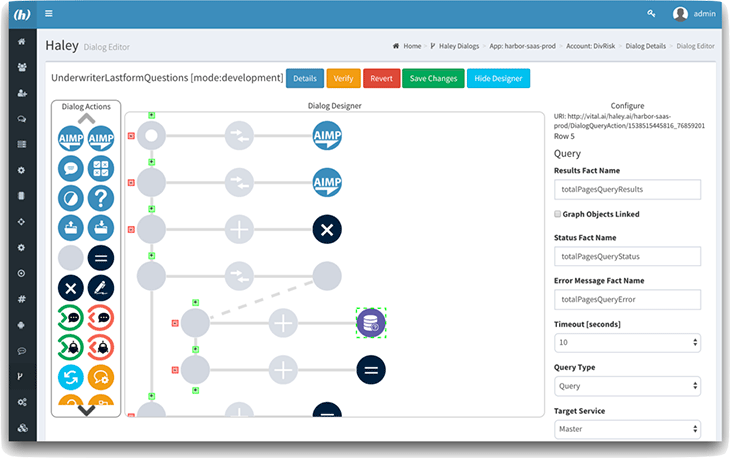 (h)
admin
Haley Dialog Editor
Home > Haley Dialogs > App: harbor-saas-prod > Account: DivRisk > Dialog Details > Dialog Editor
UnderwriterLastformQuestions [mode:development] Details Verify Revert Save Changes Hide Designer
Dialog Actions
Dialog Designer
Configure
URI: http://vital.ai/haley.ai/harbor-saas-
prod/DialogQueryAction/1538515445816_76859201
Row 5
Query
Results Fact Name
totalPagesQueryResults
Graph Objects Linked
Status Fact Name
totalPagesQueryStatus
Error Message Fact Name
totalPagesQueryError
Timeout [seconds]
10
Query Type
Query
Target Service
Master
AIMP AIMP
AIMP
AIMP